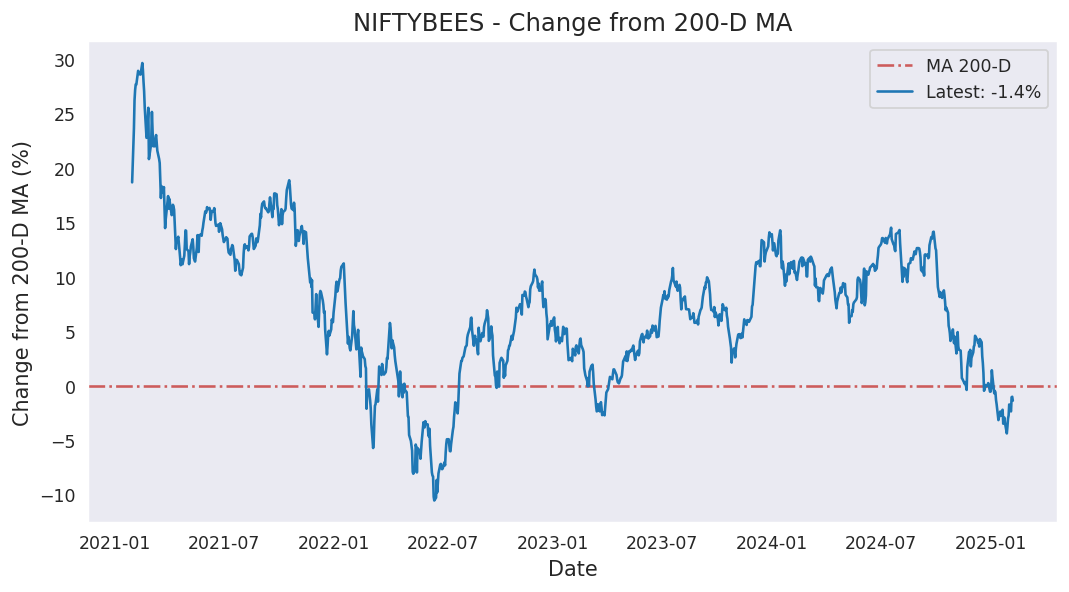 NIFTYBEES - Change from 200-D MA
MA 200-D
Latest: -1.4%
Change from 200-D MA (%)
30
25
20
15
10
5
0
−5
−10
2021-01 2021-07 2022-01 2022-07 2023-01 2023-07 2024-01 2024-07 2025-01
Date